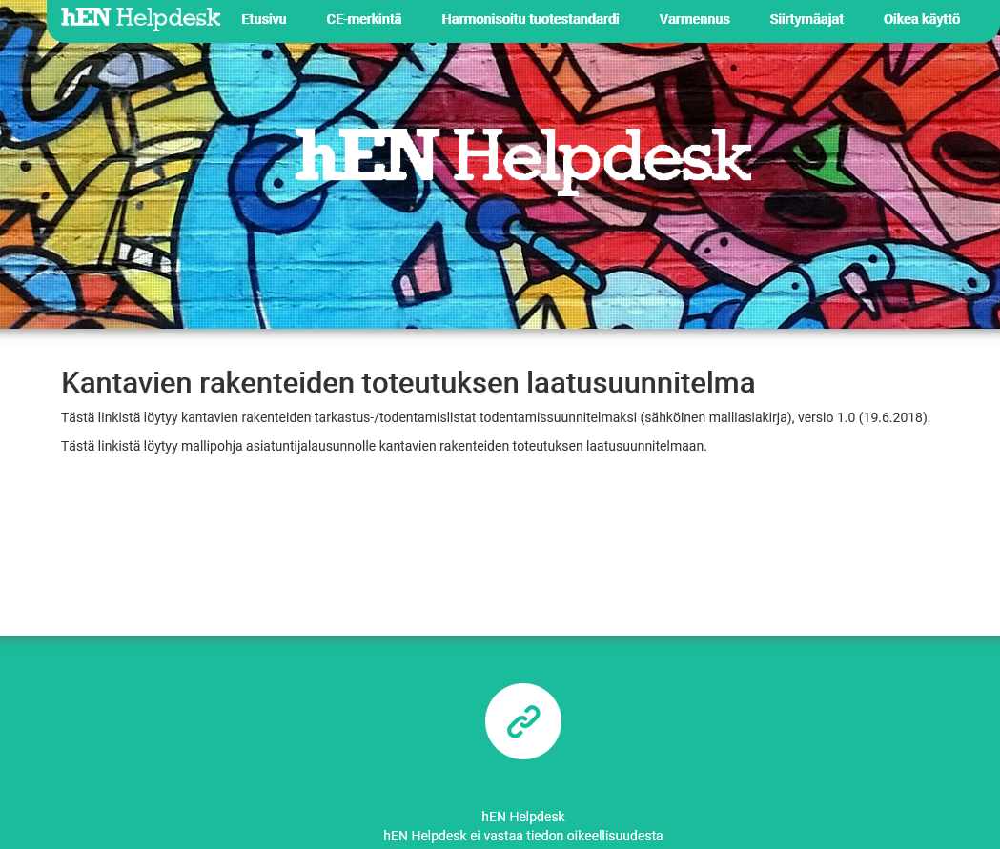 hEN Helpdesk Etusivu CE-merkintä Harmonisoitu tuotestandardi Varmennus Siirtymäajat Oikea käyttö
hEN Helpdesk
Kantavien rakenteiden toteutuksen laatusuunnitelma
Tästä linkistä löytyy kantavien rakenteiden tarkastus-/todentamislistat todentamissuunnitelmaksi (sähköinen malliasiakirja), versio 1.0 (19.6.2018).
Tästä linkistä löytyy mallipohja asiatuntijalausunnolle kantavien rakenteiden toteutuksen laatusuunnitelmaan.
hEN Helpdesk
hEN Helpdesk ei vastaa tiedon oikeellisuudesta